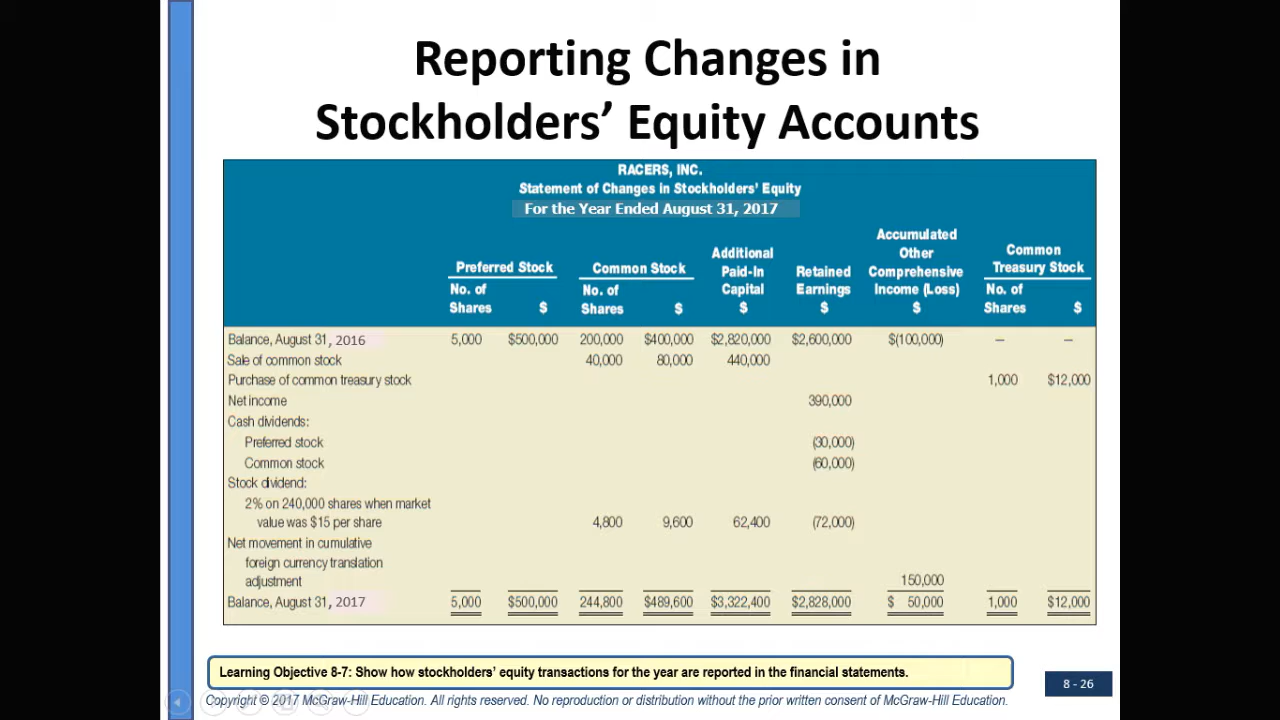 Reporting Changes in
Stockholders’ Equity Accounts
RACERS, INC.
Statement of Changes in Stockholders’ Equity
For the Year Ended August 31, 2017
Accumulated
Additional Other Common
Preferred Stock Common Stock Paid-In Retained Comprehensive Treasury Stock
No. of No. of Capital Earnings Income (Loss) No. of
Shares $ Shares $ $ $ $ Shares $
Balance, August 31, 2016 5,000 $500,000 200,000 $400,000 $2,820,000 $2,600,000 $(100,000) — —
Sale of common stock 40,000 80,000 440,000
Purchase of common treasury stock 1,000 $12,000
Net income 390,000
Cash dividends:
Preferred stock (30,000)
Common stock (60,000)
Stock dividend:
2% on 240,000 shares when market
value was $15 per share 4,800 9,600 62,400 (72,000)
Net movement in cumulative
foreign currency translation
adjustment 150,000
Balance, August 31, 2017 5,000 $500,000 244,800 $489,600 $3,322,400 $2,828,000 $ 50,000 1,000 $12,000
Learning Objective 8-7: Show how stockholders’ equity transactions for the year are reported in the financial statements.
8 - 26
Copyright © 2017 McGraw-Hill Education. All rights reserved. No reproduction or distribution without the prior written consent of McGraw-Hill Education.